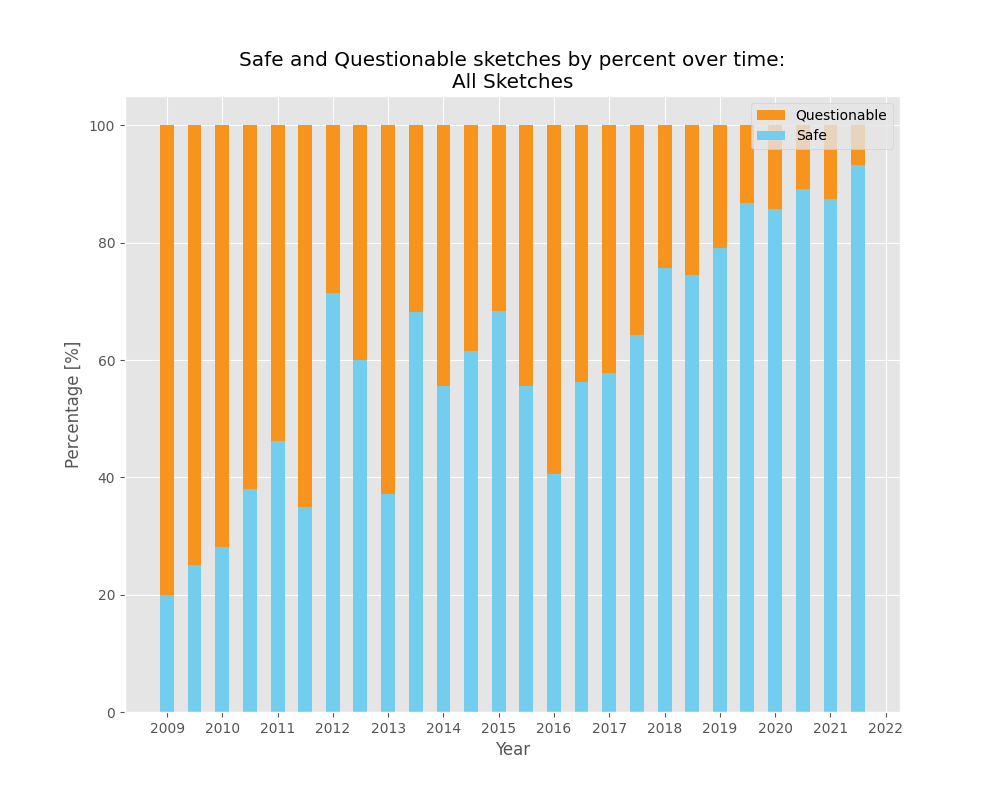 Safe and Questionable sketches by percent over time:
All Sketches
Questionable
Safe
100
80
60
40
20
0
Percentage [%]
2009 2010 2011 2012 2013 2014 2015 2016 2017 2018 2019 2020 2021 2022
Year